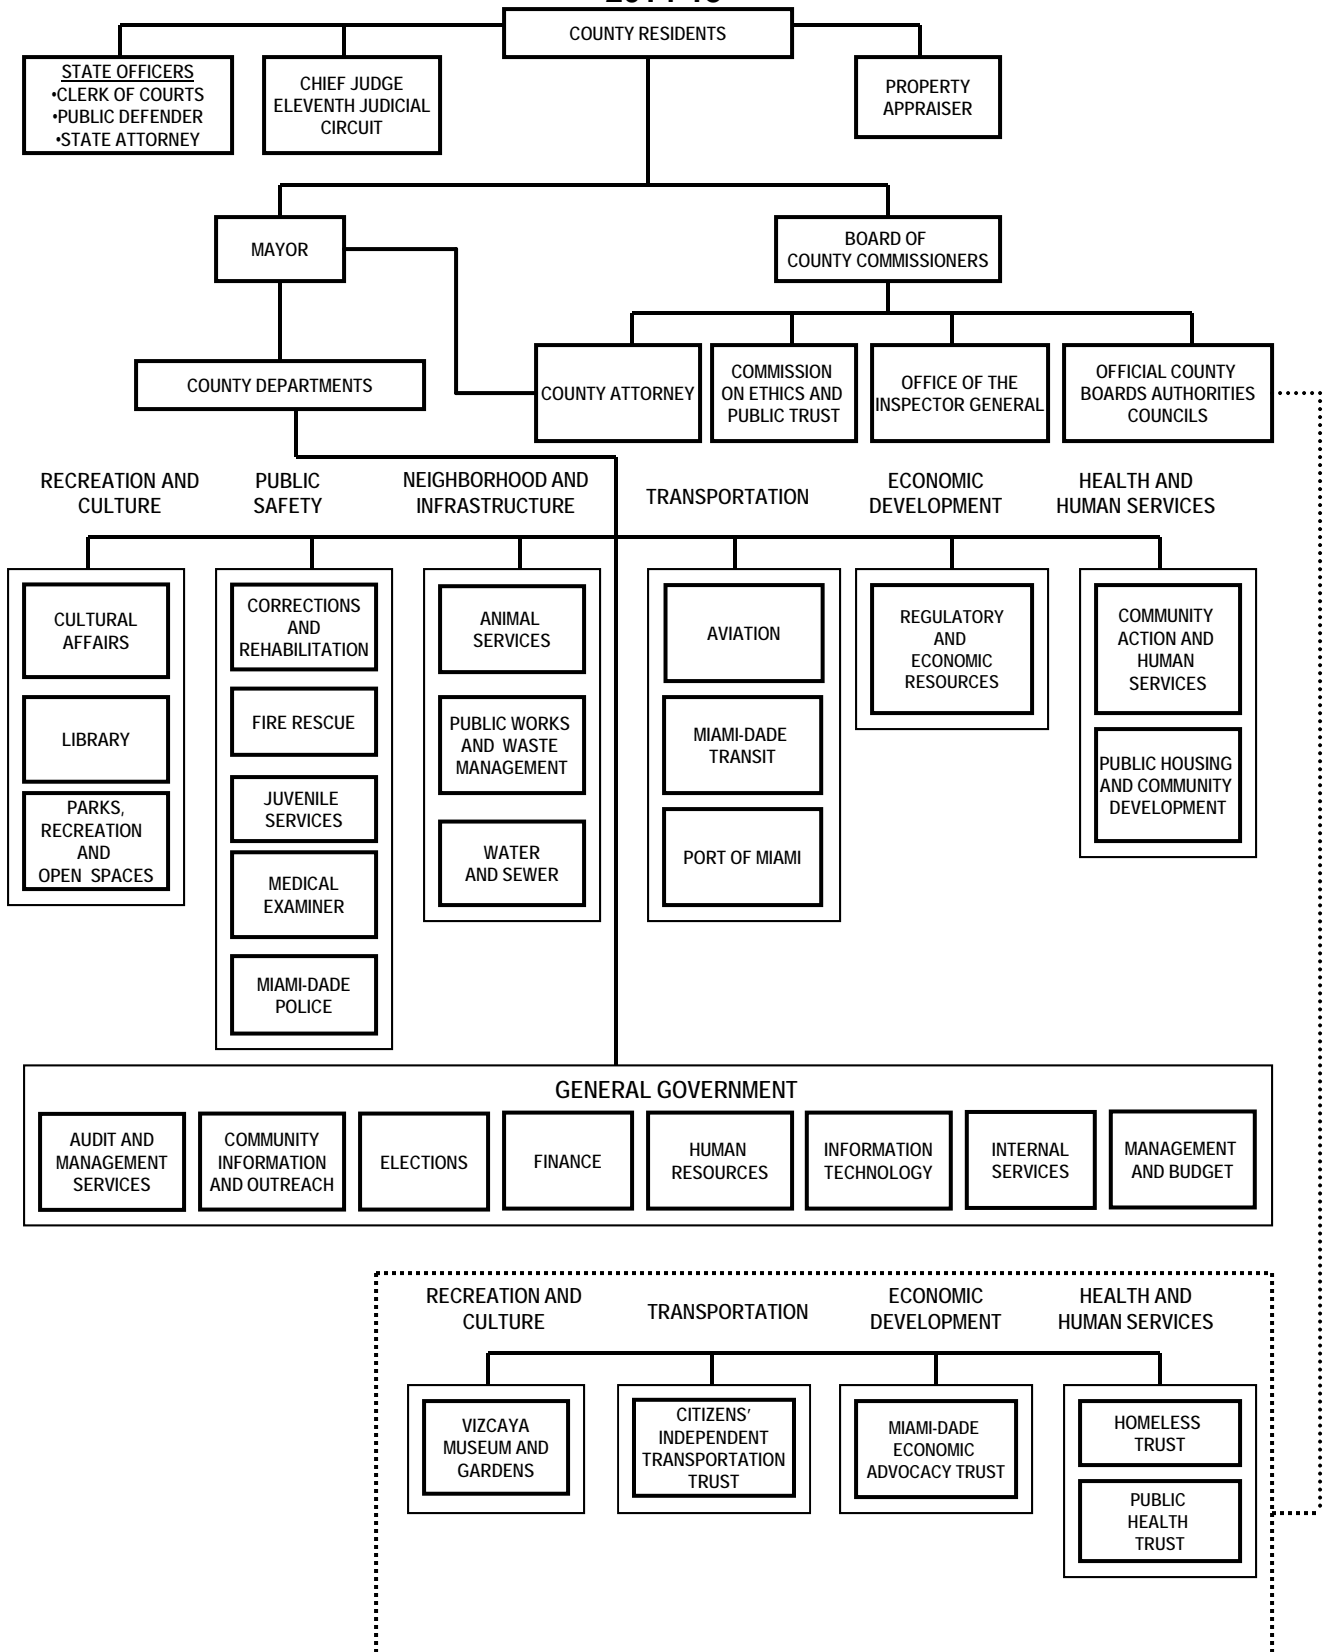 COUNTY RESIDENTS
STATE OFFICERS
•CLERK OF COURTS
•PUBLIC DEFENDER
•STATE ATTORNEY
CHIEF JUDGE
ELEVENTH JUDICIAL
CIRCUIT
PROPERTY
APPRAISER
MAYOR
BOARD OF
COUNTY COMMISSIONERS
COUNTY DEPARTMENTS
COUNTY ATTORNEY
COMMISSION
ON ETHICS AND
PUBLIC TRUST
OFFICE OF THE
INSPECTOR GENERAL
OFFICIAL COUNTY
BOARDS AUTHORITIES
COUNCILS
RECREATION AND
CULTURE
PUBLIC
SAFETY
NEIGHBORHOOD AND
INFRASTRUCTURE
TRANSPORTATION
ECONOMIC
DEVELOPMENT
HEALTH AND
HUMAN SERVICES
CULTURAL
AFFAIRS
LIBRARY
PARKS,
RECREATION
AND
OPEN SPACES
CORRECTIONS
AND
REHABILITATION
FIRE RESCUE
JUVENILE
SERVICES
MEDICAL
EXAMINER
MIAMI-DADE
POLICE
ANIMAL
SERVICES
PUBLIC WORKS
AND WASTE
MANAGEMENT
WATER
AND SEWER
AVIATION
MIAMI-DADE
TRANSIT
PORT OF MIAMI
REGULATORY
AND
ECONOMIC
RESOURCES
COMMUNITY
ACTION AND
HUMAN
SERVICES
PUBLIC HOUSING
AND COMMUNITY
DEVELOPMENT
GENERAL GOVERNMENT
AUDIT AND
MANAGEMENT
SERVICES
COMMUNITY
INFORMATION
AND OUTREACH
ELECTIONS
FINANCE
HUMAN
RESOURCES
INFORMATION
TECHNOLOGY
INTERNAL
SERVICES
MANAGEMENT
AND BUDGET
RECREATION AND
CULTURE
TRANSPORTATION
ECONOMIC
DEVELOPMENT
HEALTH AND
HUMAN SERVICES
VIZCAYA
MUSEUM AND
GARDENS
CITIZENS’
INDEPENDENT
TRANSPORTATION
TRUST
MIAMI-DADE
ECONOMIC
ADVOCACY TRUST
HOMELESS
TRUST
PUBLIC
HEALTH
TRUST